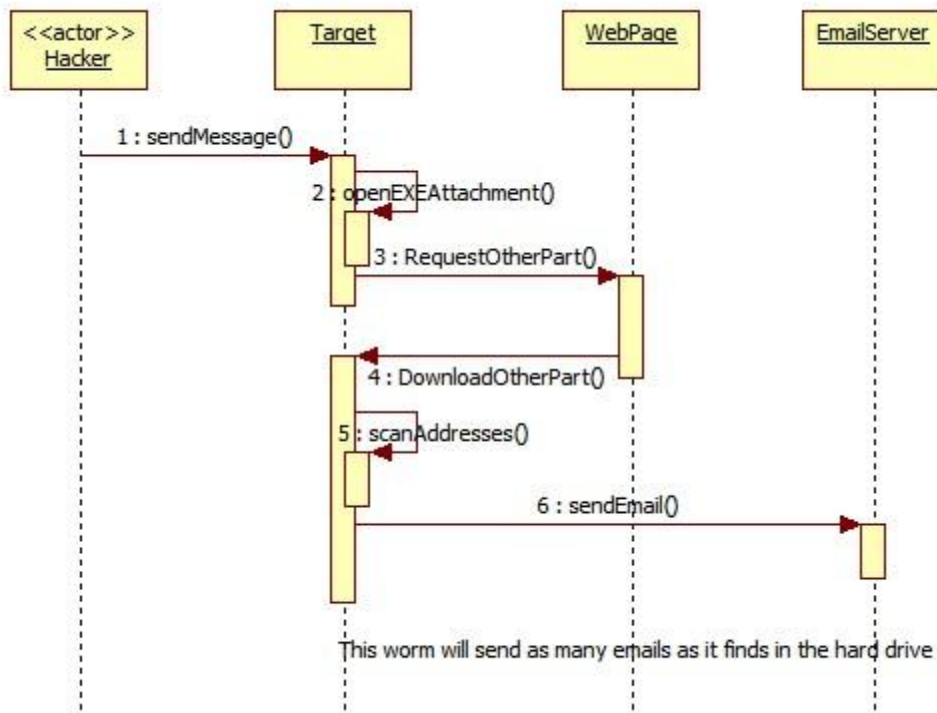 <<actor>>
Hacker
Target
WebPage
EmailServer
1 : sendMessage()
2 : openEXEAttachment()
3 : RequestOtherPart()
4 : DownloadOtherPart()
5 : scanAddresses()
6 : sendEmail()
This worm will send as many emails as it finds in the hard drive